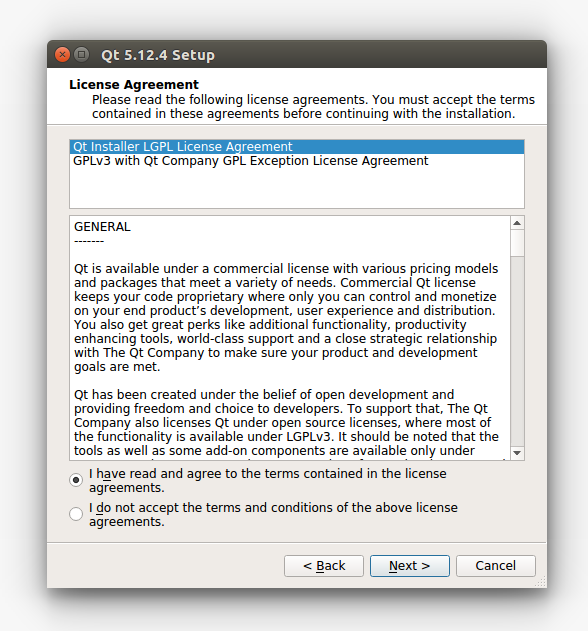 Qt 5.12.4 Setup
License Agreement
Please read the following license agreements. You must accept the terms
contained in these agreements before continuing with the installation.
Qt Installer LGPL License Agreement
GPLv3 with Qt Company GPL Exception License Agreement
GENERAL
-------
Qt is available under a commercial license with various pricing models
and packages that meet a variety of needs. Commercial Qt license
keeps your code proprietary where only you can control and monetize
on your end product’s development, user experience and distribution.
You also get great perks like additional functionality, productivity
enhancing tools, world-class support and a close strategic relationship
with The Qt Company to make sure your product and development
goals are met.
Qt has been created under the belief of open development and
providing freedom and choice to developers. To support that, The Qt
Company also licenses Qt under open source licenses, where most of
the functionality is available under LGPLv3. It should be noted that the
tools as well as some add-on components are available only under
I have read and agree to the terms contained in the license
agreements.
I do not accept the terms and conditions of the above license
agreements.
< Back
Next >
Cancel